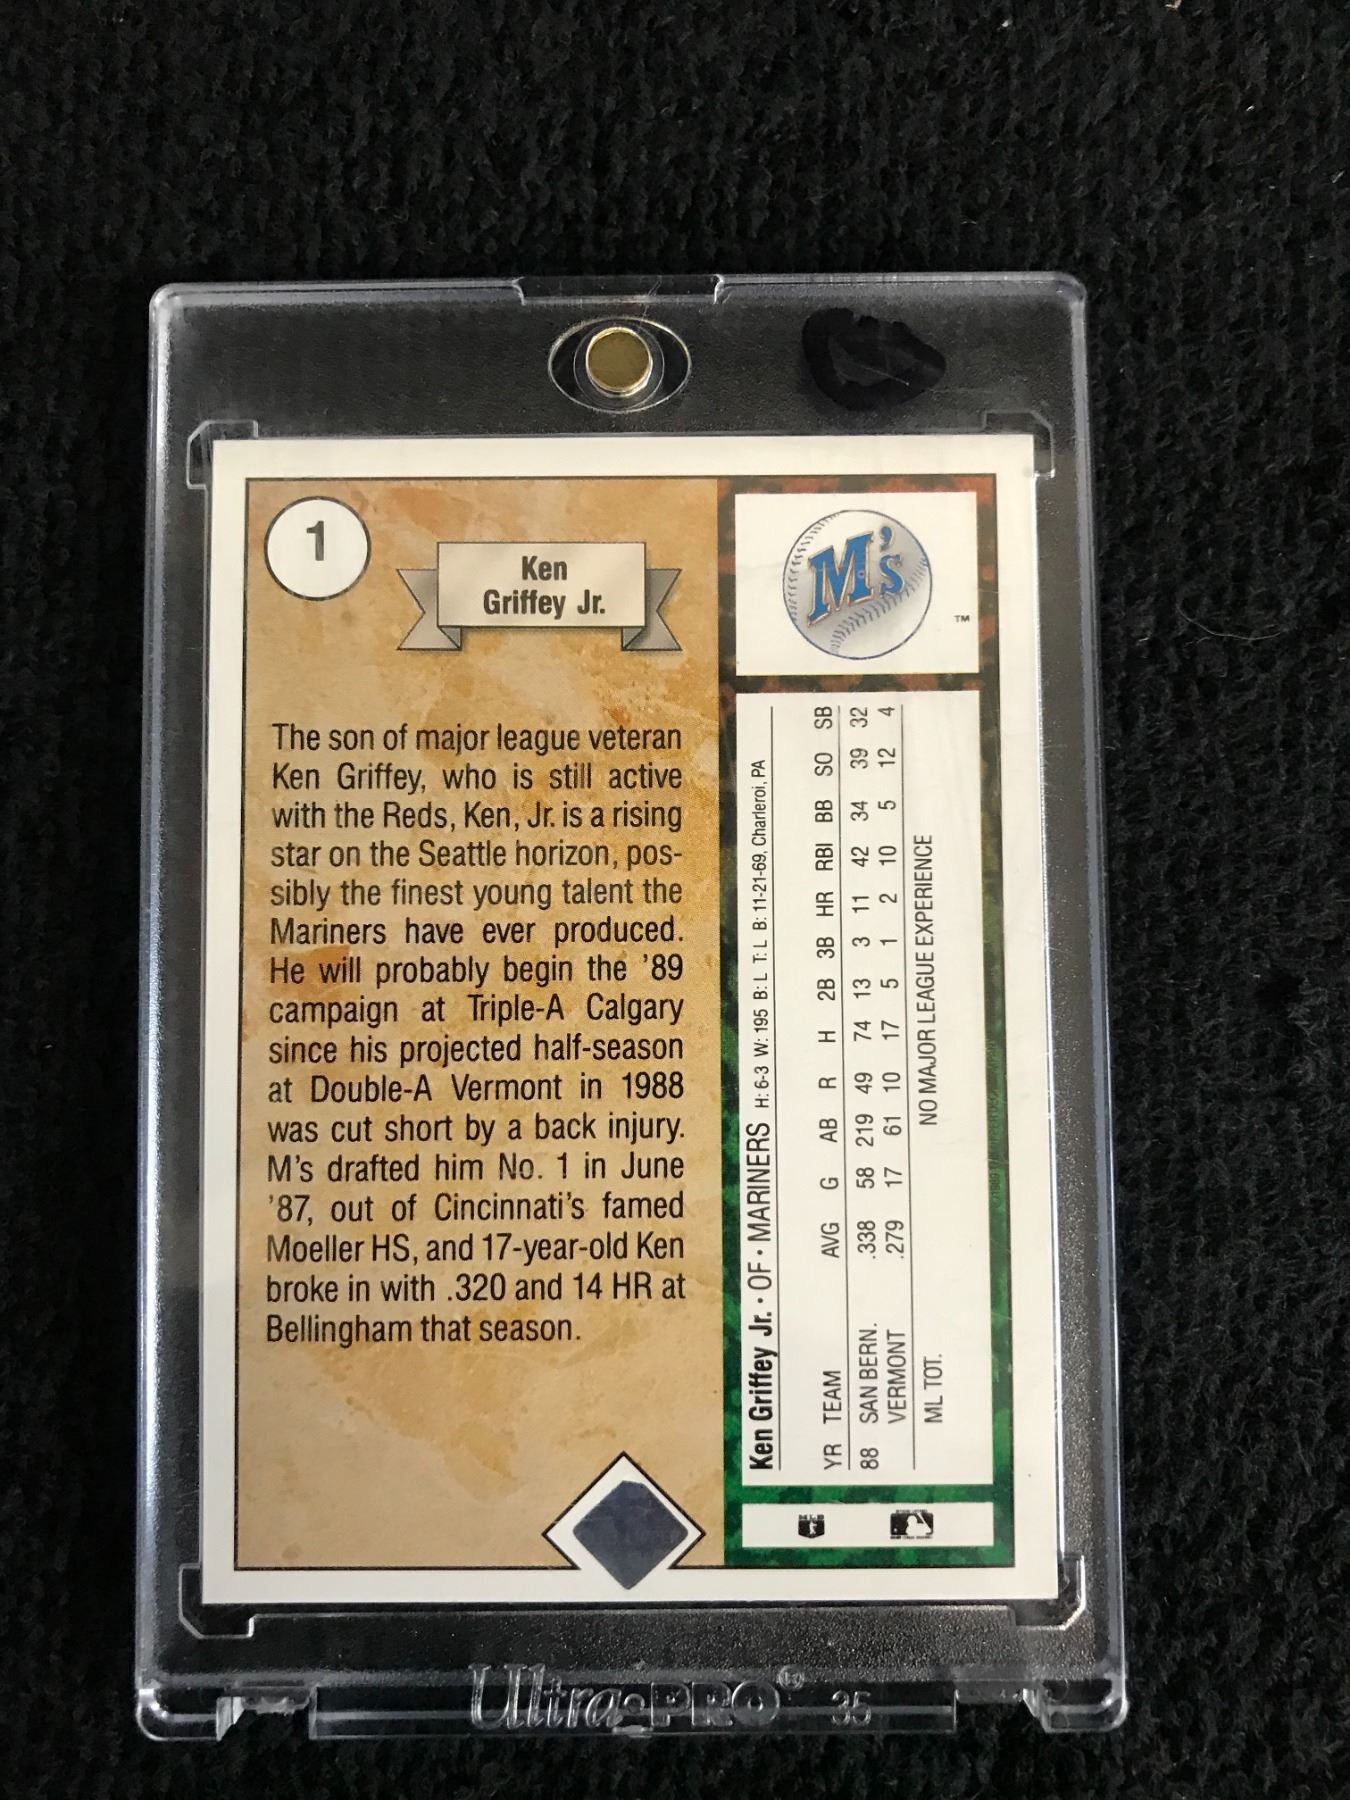 1
Ken
Griffey Jr.
The son of major league veteran
Ken Griffey, who is still active
with the Reds, Ken, Jr. is a rising
star on the Seattle horizon, pos-
sibly the finest young talent the
Mariners have ever produced.
He will probably begin the '89
campaign at Triple-A Calgary
since his projected half-season
at Double-A Vermont in 1988
was cut short by a back injury.
M's drafted him No. 1 in June
'87, out of Cincinnati's famed
Moeller HS, and 17-year-old Ken
broke in with .320 and 14 HR at
Bellingham that season.
M's
TM
Ken Griffey Jr. • OF • MARINERS H: 6-3 W: 195 B: L T: L B: 11-21-69, Charleroi, PA
YR TEAM AVG G AB R H 2B 3B HR RBI BB SO SB
88 SAN BERN. .338 58 219 49 74 13 3 11 42 34 39 32
VERMONT .279 17 61 10 17 5 1 2 10 5 12 4
ML TOT. NO MAJOR LEAGUE EXPERIENCE
Ultra•PRO® 35